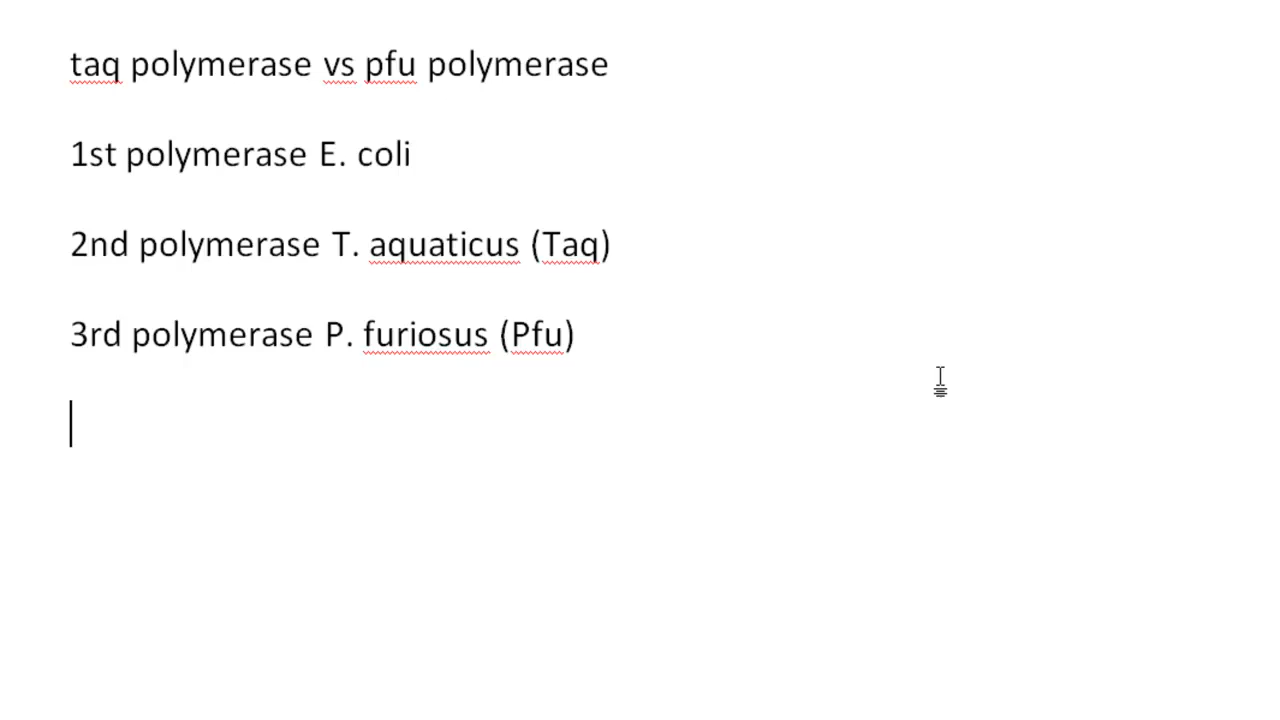 taq polymerase vs pfu polymerase
1st polymerase E. coli
2nd polymerase T. aquaticus (Taq)
3rd polymerase P. furiosus (Pfu)